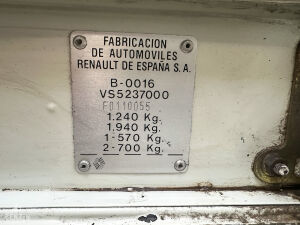 FABRICACION
DE AUTOMOVILES
RENAULT DE ESPAÑA S.A.
B-0016
VS5237000
F0110055
1.240 Kg.
1.940 Kg.
1-570 Kg.
2-700 Kg.